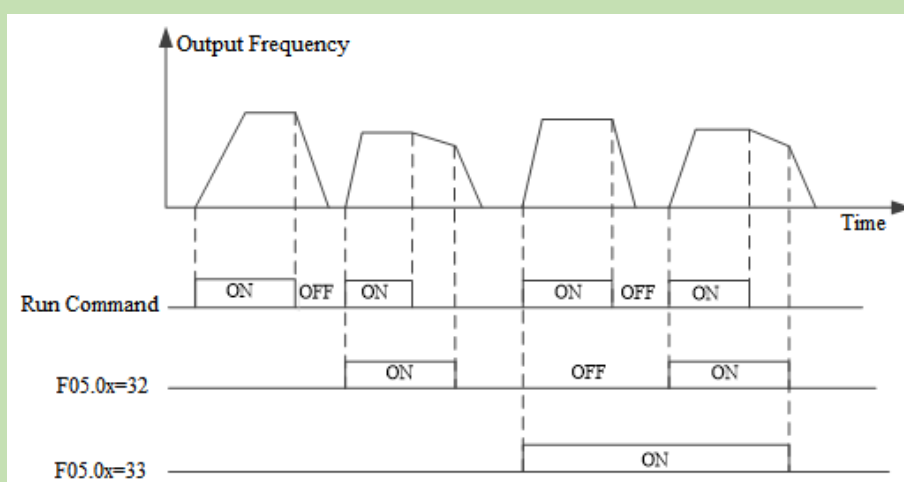 Output Frequency
Time
ON OFF ON ON OFF ON
Run Command
ON OFF ON
F05.0x=32
ON
F05.0x=33